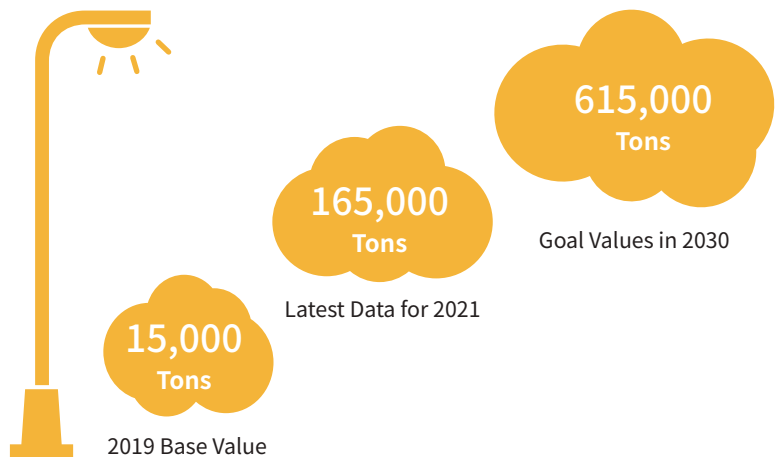 615,000
Tons
Goal Values in 2030
165,000
Tons
Latest Data for 2021
15,000
Tons
2019 Base Value